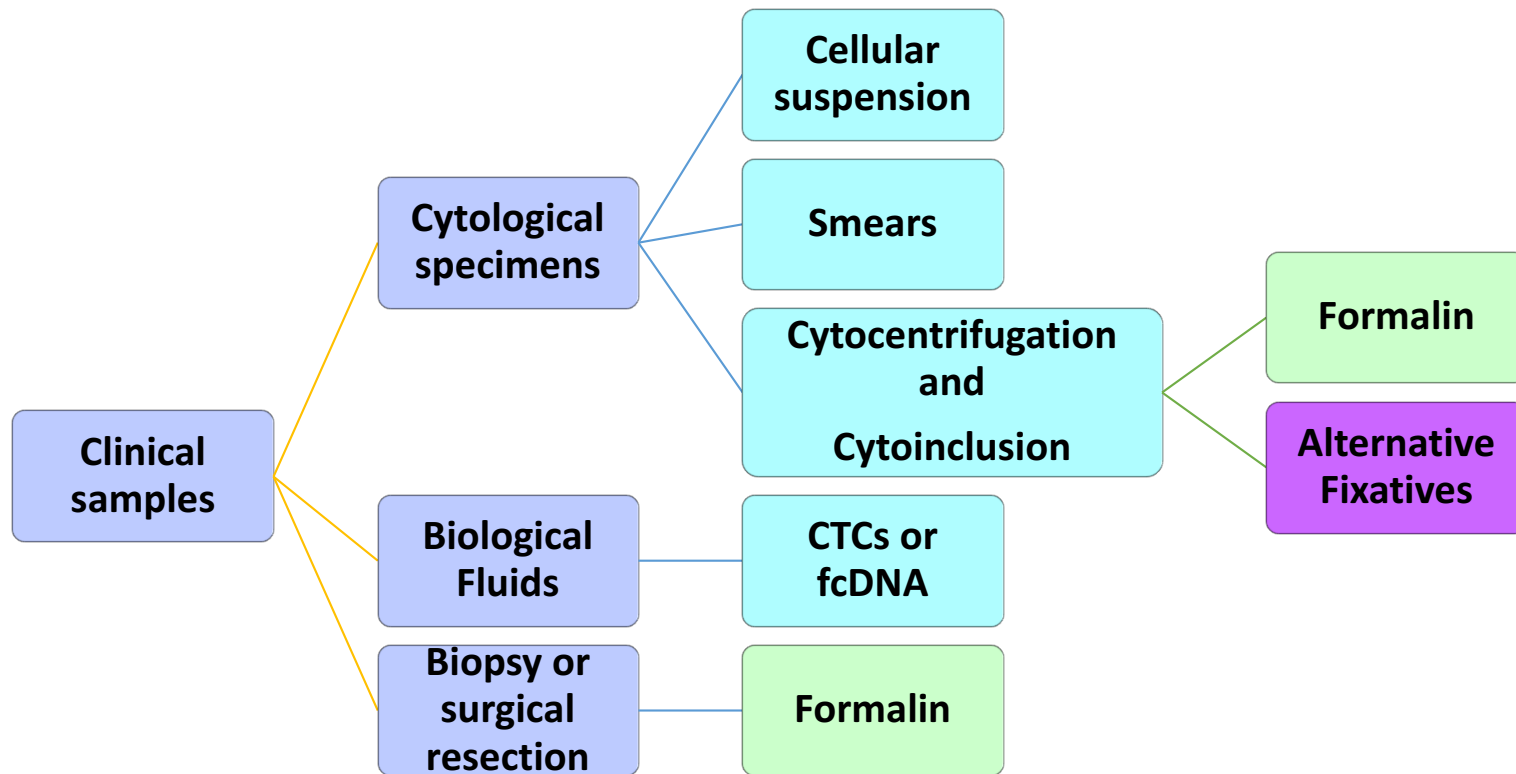 Cellular
suspension
Cytological
specimens
Smears
Formalin
Cytocentrifugation
and
Cytoinclusion
Clinical
samples
Alternative
Fixatives
Biological
Fluids
CTCs or
fcDNA
Biopsy or
surgical
resection
Formalin